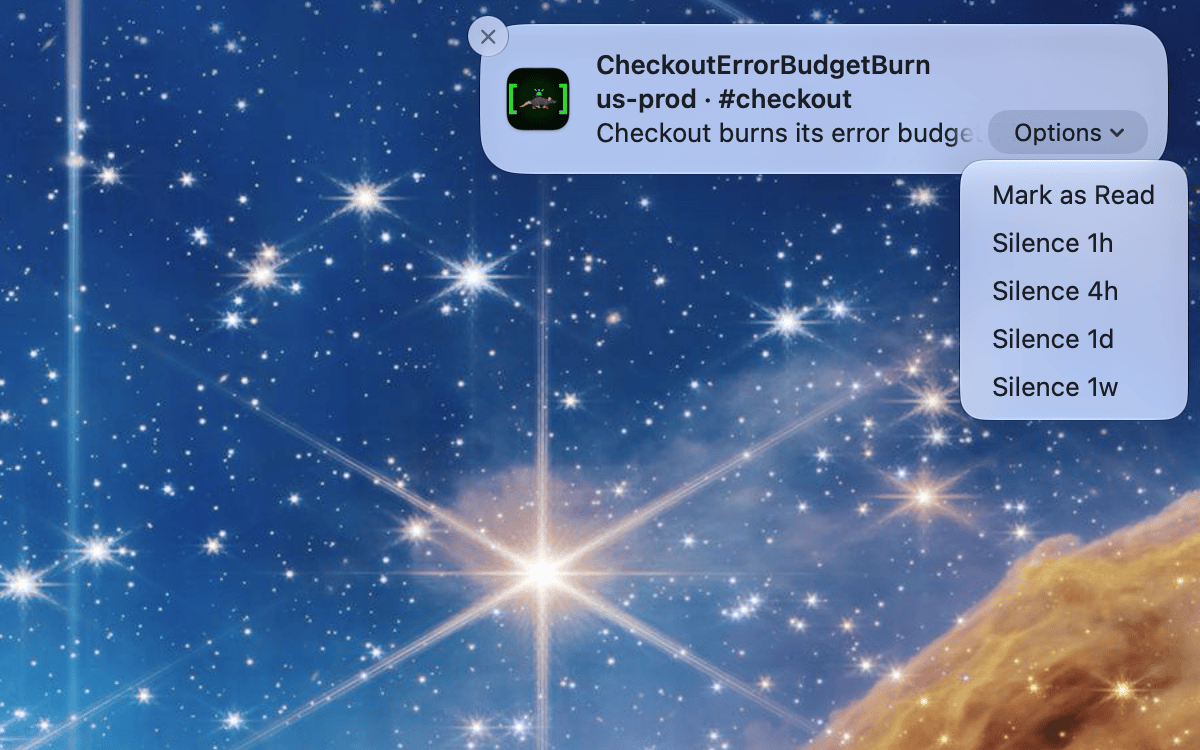 CheckoutErrorBudgetBurn
us-prod · #checkout
Checkout burns its error budge
Options
Mark as Read
Silence 1h
Silence 4h
Silence 1d
Silence 1w